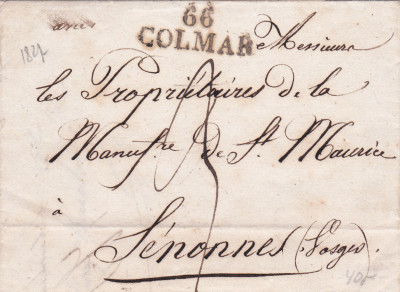 66
COLMAR
1827
Messieurs
les Propriétaires de la
Manufre de St. Maurice
à
Sénonnes (Vosges).